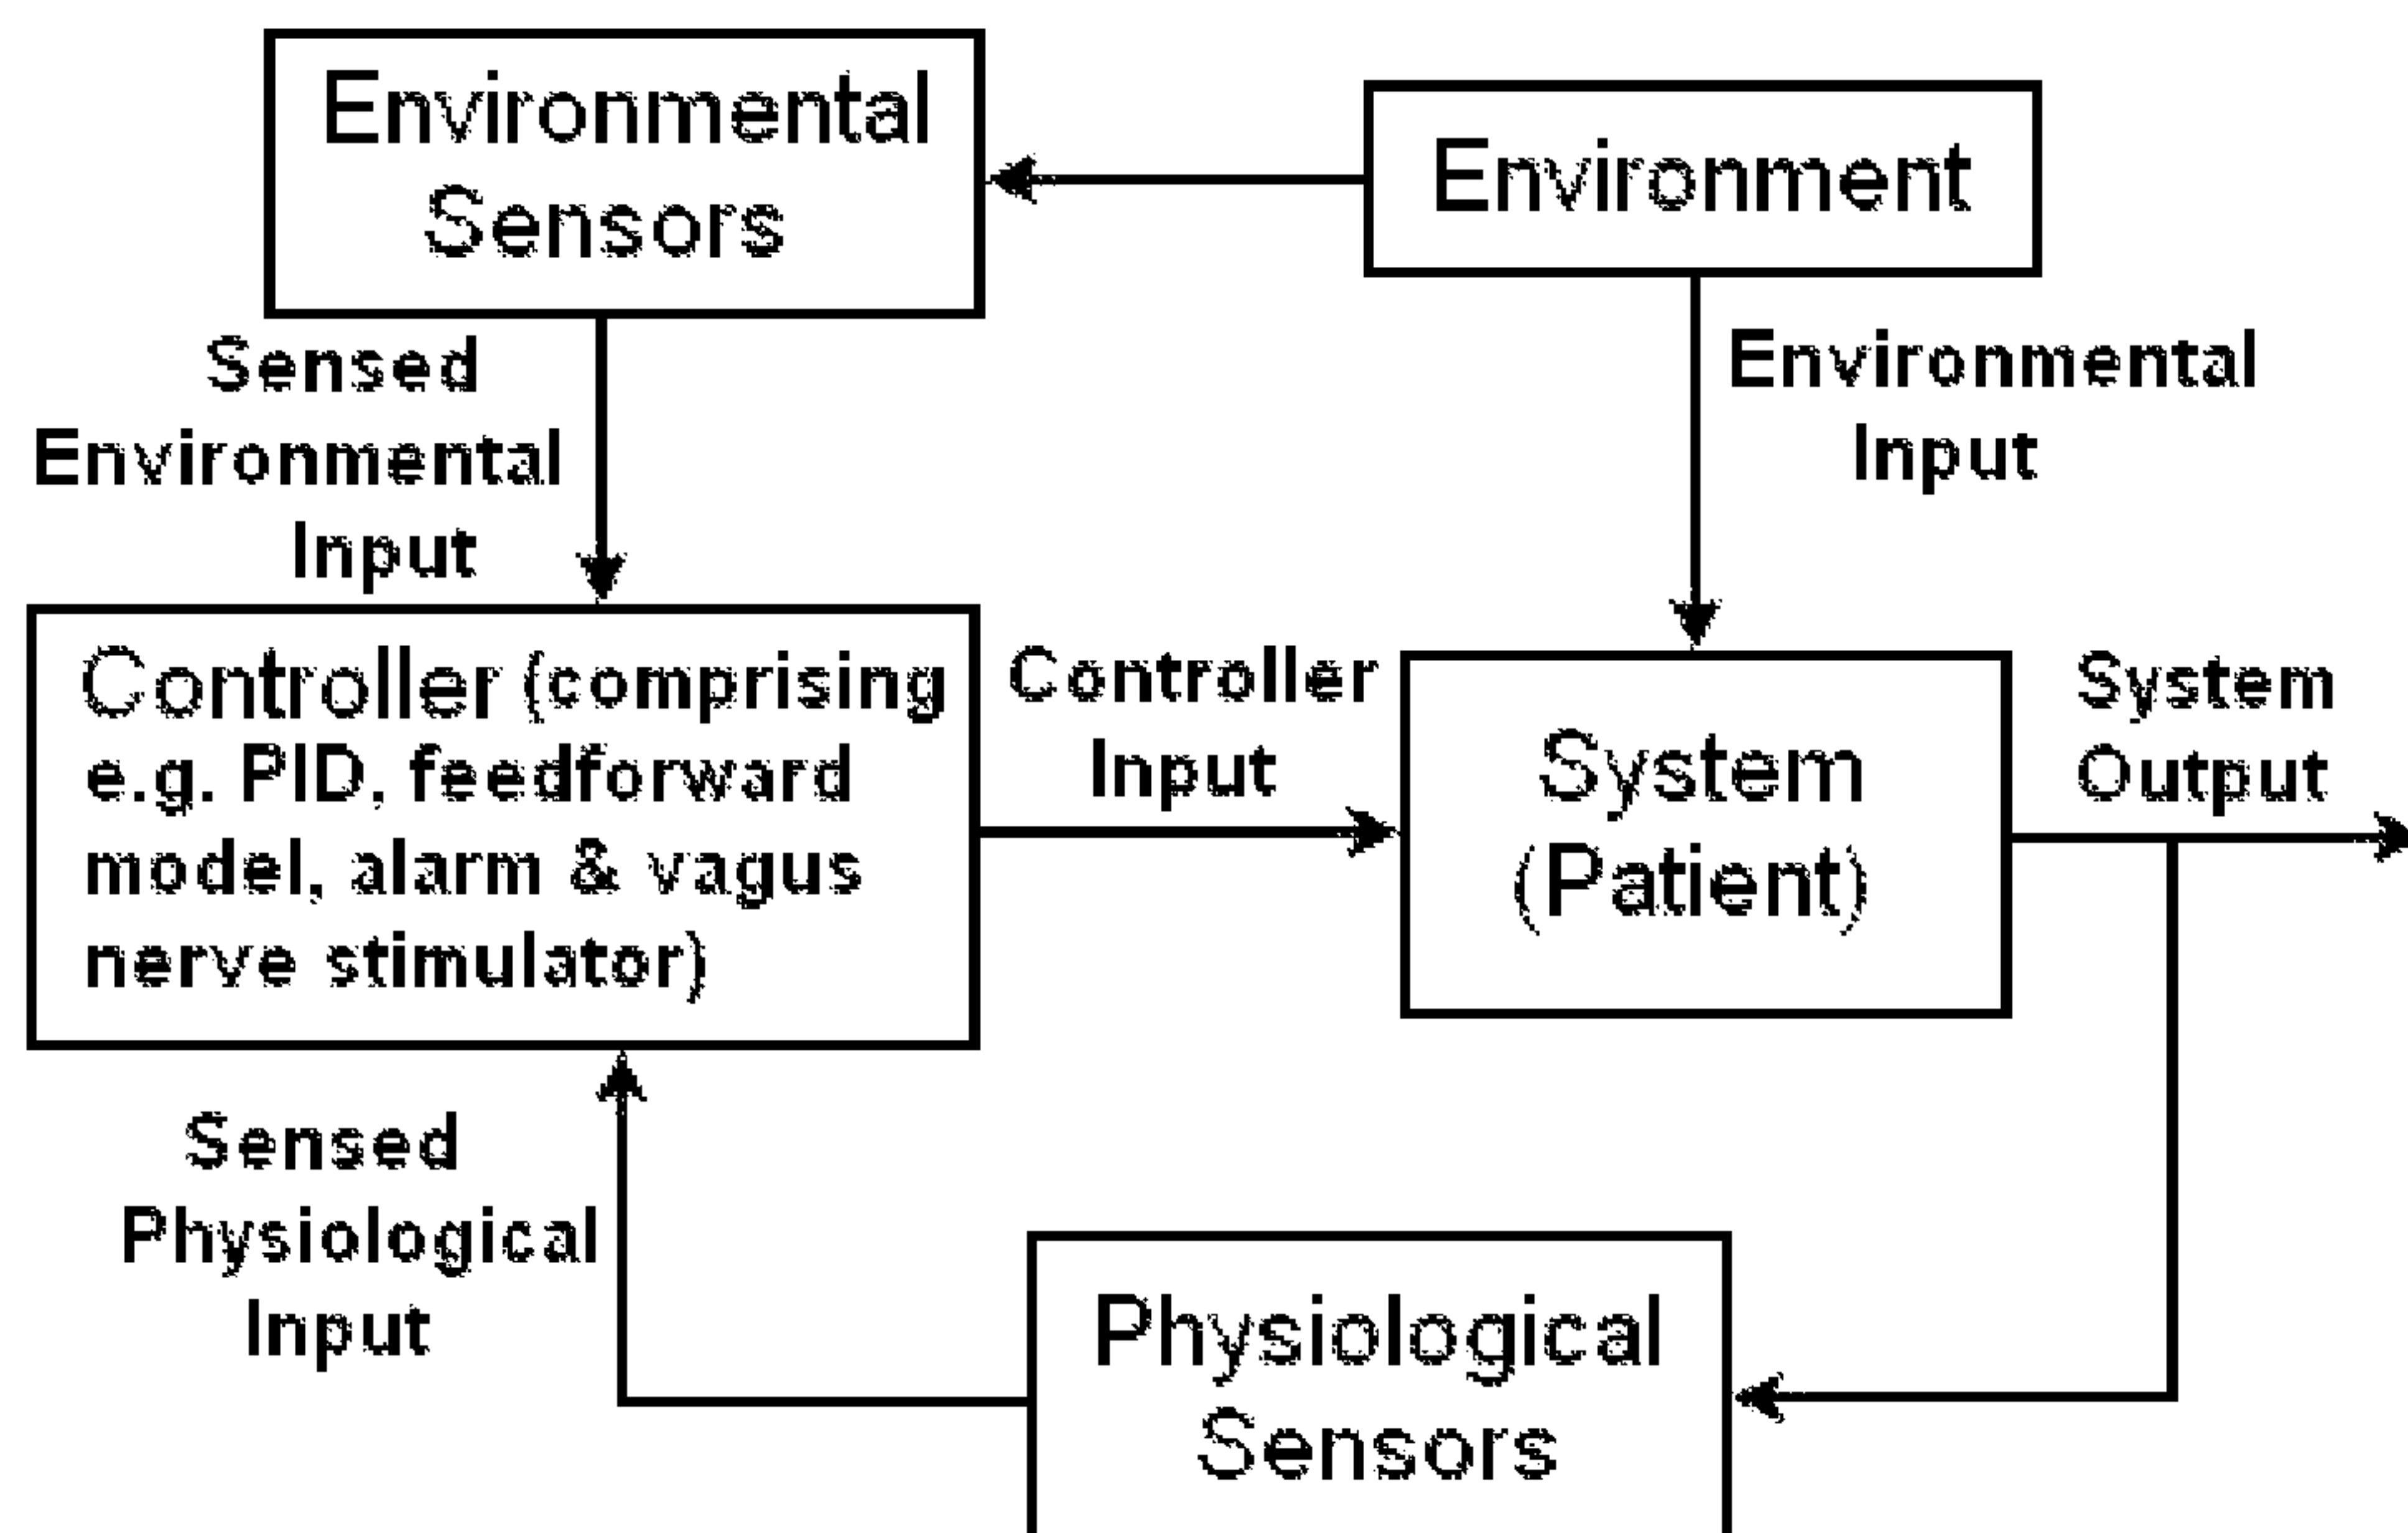 Environmental
Sensors
Environment
Sensed
Environmental
Input
Environmental
Input
Controller (comprising
e.g. PID, feedforward
model, alarm & vagus
nerve stimulator)
Controller
Input
System
(Patient)
System
Output
Sensed
Physiological
Input
Physiological
Sensors